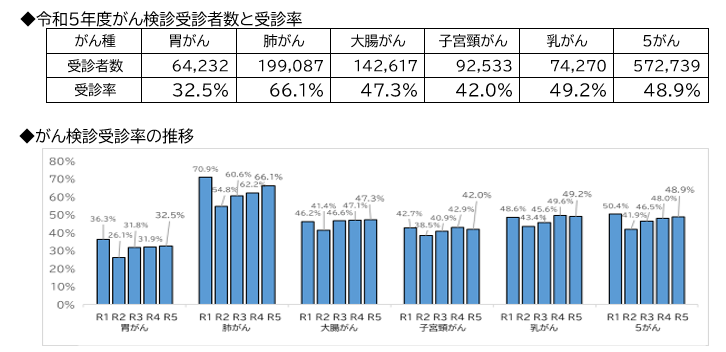 ◆令和5年度がん検診受診者数と受診率
がん種 胃がん 肺がん 大腸がん 子宮頸がん 乳がん 5がん
受診者数 64,232 199,087 142,617 92,533 74,270 572,739
受診率 32.5% 66.1% 47.3% 42.0% 49.2% 48.9%
◆がん検診受診率の推移
80%
70%
60%
50%
40%
30%
20%
10%
0%
36.3% 26.1% 31.8% 31.9% 32.5%
70.9% 54.8% 60.6% 62.2% 66.1%
46.2% 41.4% 46.6% 47.1% 47.3%
42.7% 38.5% 40.9% 42.9% 42.0%
48.6% 43.4% 45.6% 49.6% 49.2%
50.4% 41.9% 46.5% 48.0% 48.9%
R1 R2 R3 R4 R5 R1 R2 R3 R4 R5 R1 R2 R3 R4 R5 R1 R2 R3 R4 R5 R1 R2 R3 R4 R5 R1 R2 R3 R4 R5
胃がん 肺がん 大腸がん 子宮頸がん 乳がん 5がん